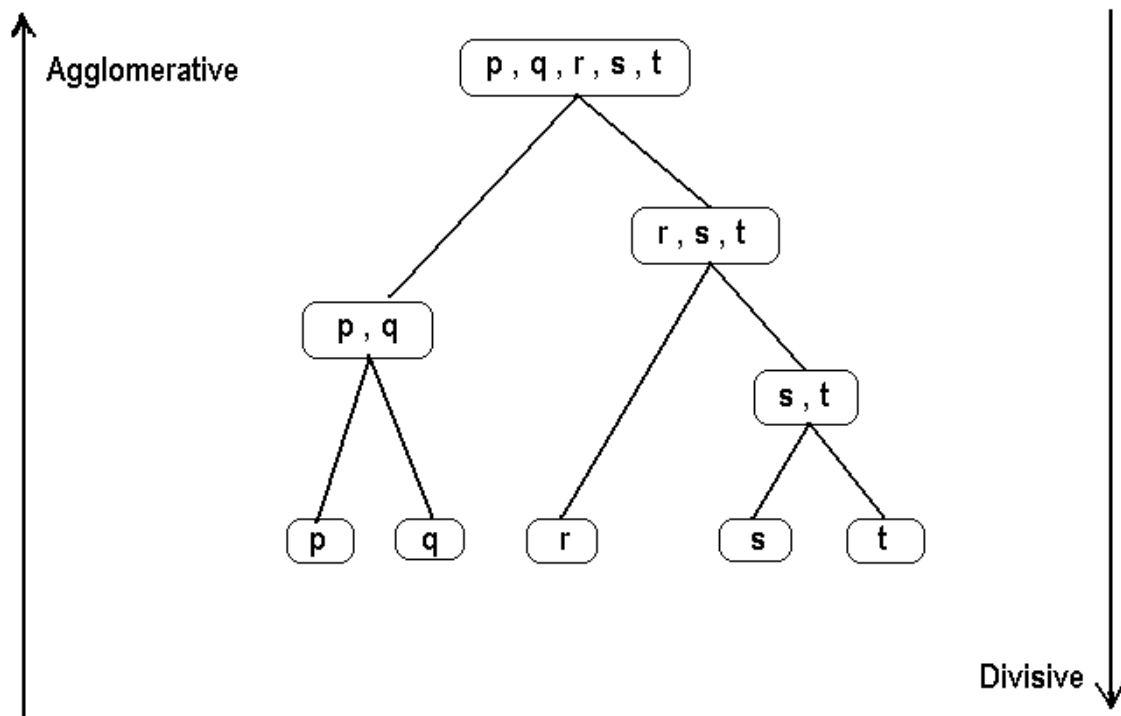 Agglomerative
p , q , r , s , t
r , s , t
p , q
s , t
p
q
r
s
t
Divisive